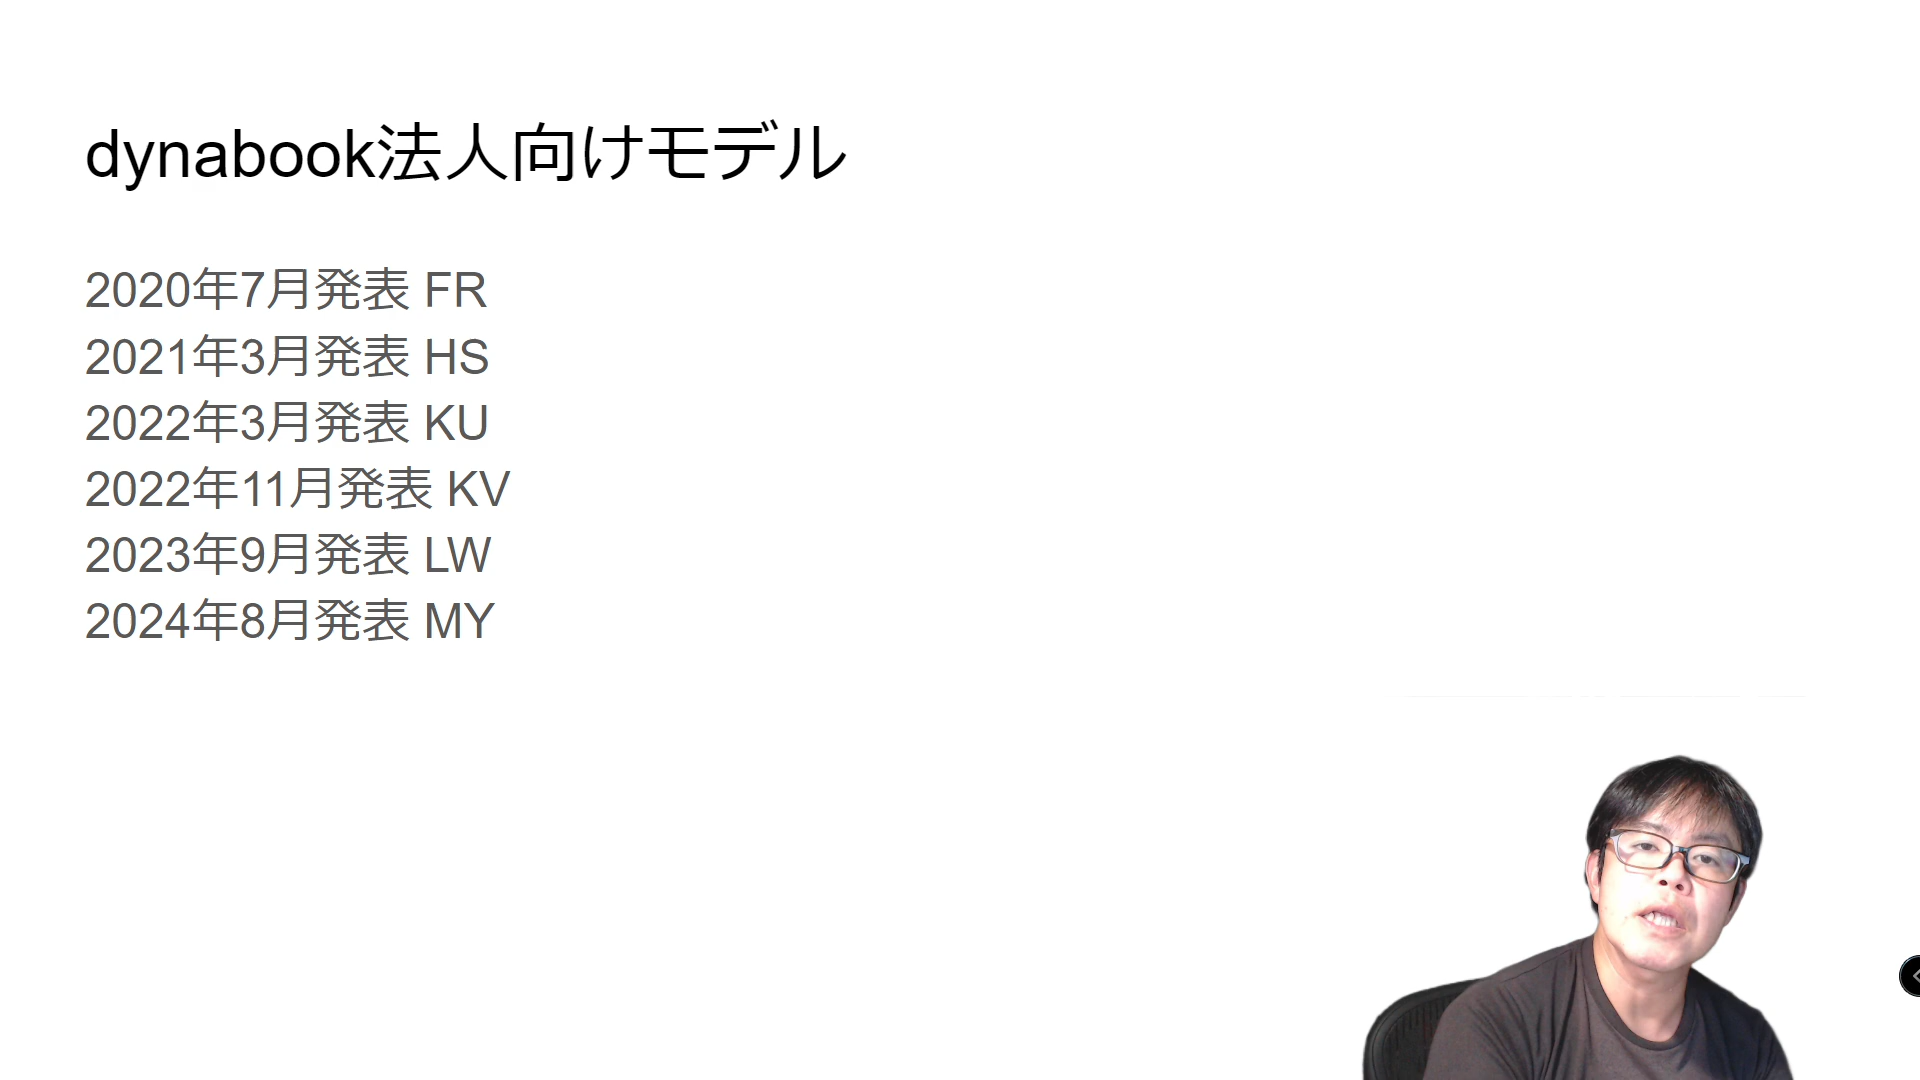 dynabook法人向けモデル
2020年7月発表 FR
2021年3月発表 HS
2022年3月発表 KU
2022年11月発表 KV
2023年9月発表 LW
2024年8月発表 MY